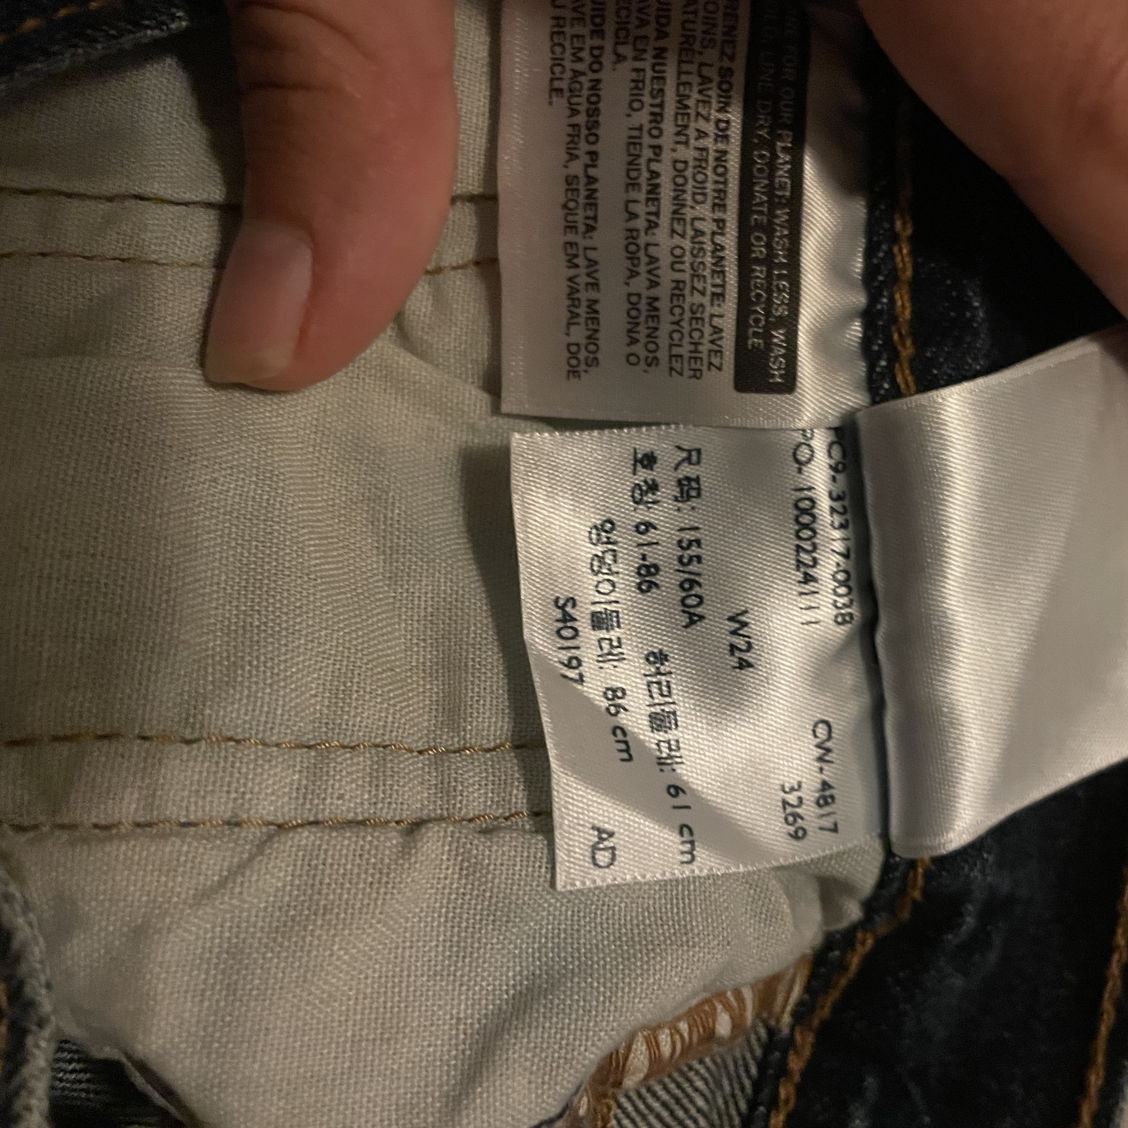 CARE FOR OUR PLANET: WASH LESS, WASH
COLD, LINE DRY, DONATE OR RECYCLE
PRENEZ SOIN DE NOTRE PLANETE: LAVEZ
MOINS, LAVEZ A FROID, LAISSEZ SECHER
NATURELLEMENT, DONNEZ OU RECYCLEZ
CUIDA NUESTRO PLANETA: LAVA MENOS,
LAVA EN FRIO, TIENDE LA ROPA, DONA O
RECICLA.
CUIDE DO NOSSO PLANETA: LAVE MENOS,
LAVE EM ÁGUA FRIA, SEQUE EM VARAL, DOE
OU RECICLE.
PC9-32317-0038 CW-4817
PO- 1000224111 3269
W24
尺码: 155/60A
호칭: 61-86 허리둘레: 61 cm
엉덩이둘레: 86 cm
S40197 AD